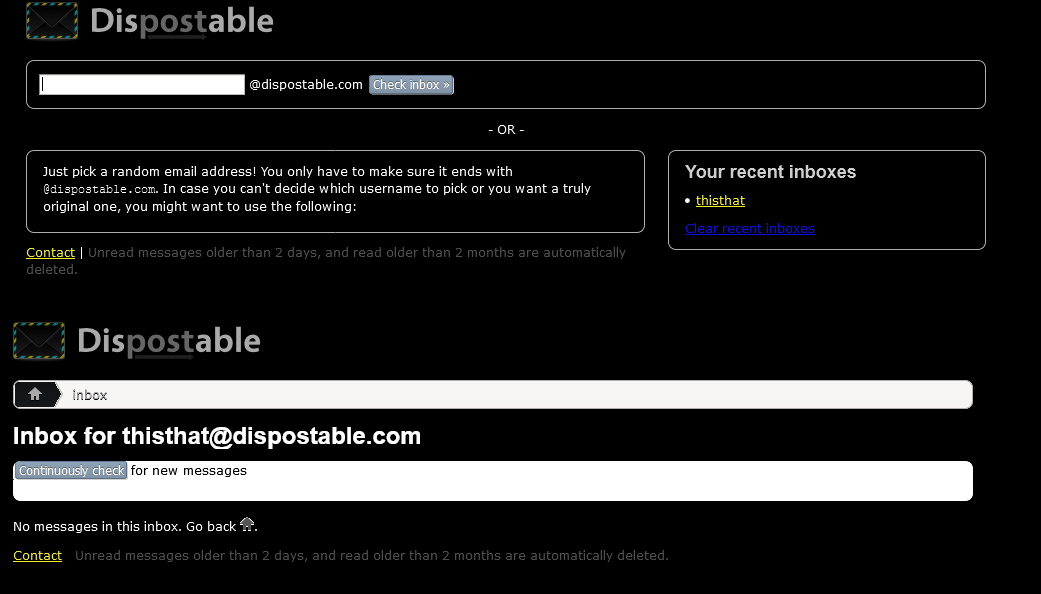 Dispostable
@dispostable.com Check inbox »
- OR -
Just pick a random email address! You only have to make sure it ends with
@dispostable.com. In case you can't decide which username to pick or you want a truly
original one, you might want to use the following:
Your recent inboxes
• thisthat
Clear recent inboxes
Contact | Unread messages older than 2 days, and read older than 2 months are automatically
deleted.
Dispostable
inbox
Inbox for thisthat@dispostable.com
Continuously check for new messages
No messages in this inbox. Go back .
Contact Unread messages older than 2 days, and read older than 2 months are automatically deleted.